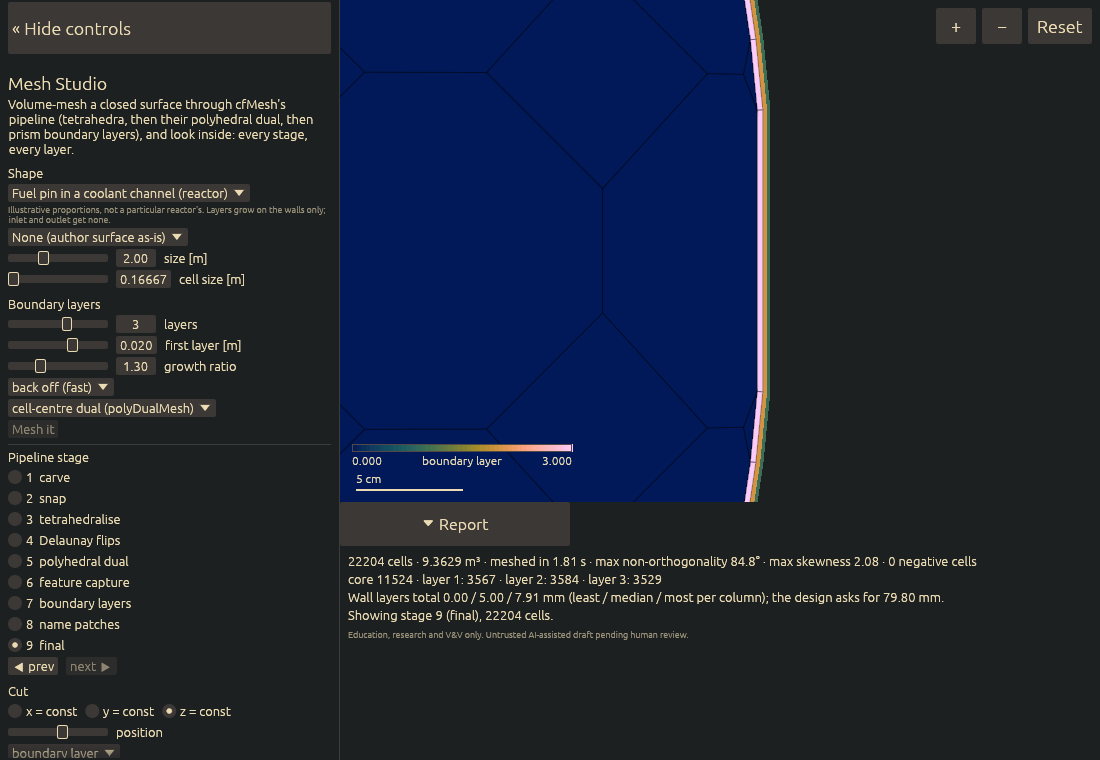 « Hide controls
+
−
Reset
Mesh Studio
Volume-mesh a closed surface through cfMesh's
pipeline (tetrahedra, then their polyhedral dual, then
prism boundary layers), and look inside: every stage,
every layer.
Shape
Fuel pin in a coolant channel (reactor)
Illustrative proportions, not a particular reactor's. Layers grow on the walls only;
inlet and outlet get none.
None (author surface as-is)
2.00 size [m]
0.16667 cell size [m]
Boundary layers
3 layers
0.020 first layer [m]
1.30 growth ratio
back off (fast)
cell-centre dual (polyDualMesh)
Mesh it
Pipeline stage
1 carve
2 snap
3 tetrahedralise
4 Delaunay flips
5 polyhedral dual
6 feature capture
7 boundary layers
8 name patches
9 final
◀ prev next ▶
Cut
x = const y = const z = const
position
boundary layer
0.000 boundary layer 3.000
5 cm
Report
22204 cells · 9.3629 m³ · meshed in 1.81 s · max non-orthogonality 84.8° · max skewness 2.08 · 0 negative cells
core 11524 · layer 1: 3567 · layer 2: 3584 · layer 3: 3529
Wall layers total 0.00 / 5.00 / 7.91 mm (least / median / most per column); the design asks for 79.80 mm.
Showing stage 9 (final), 22204 cells.
Education, research and V&V only. Untrusted AI-assisted draft pending human review.